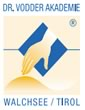 DR. VODDER AKADEMIE
®
WALCHSEE / TIROL